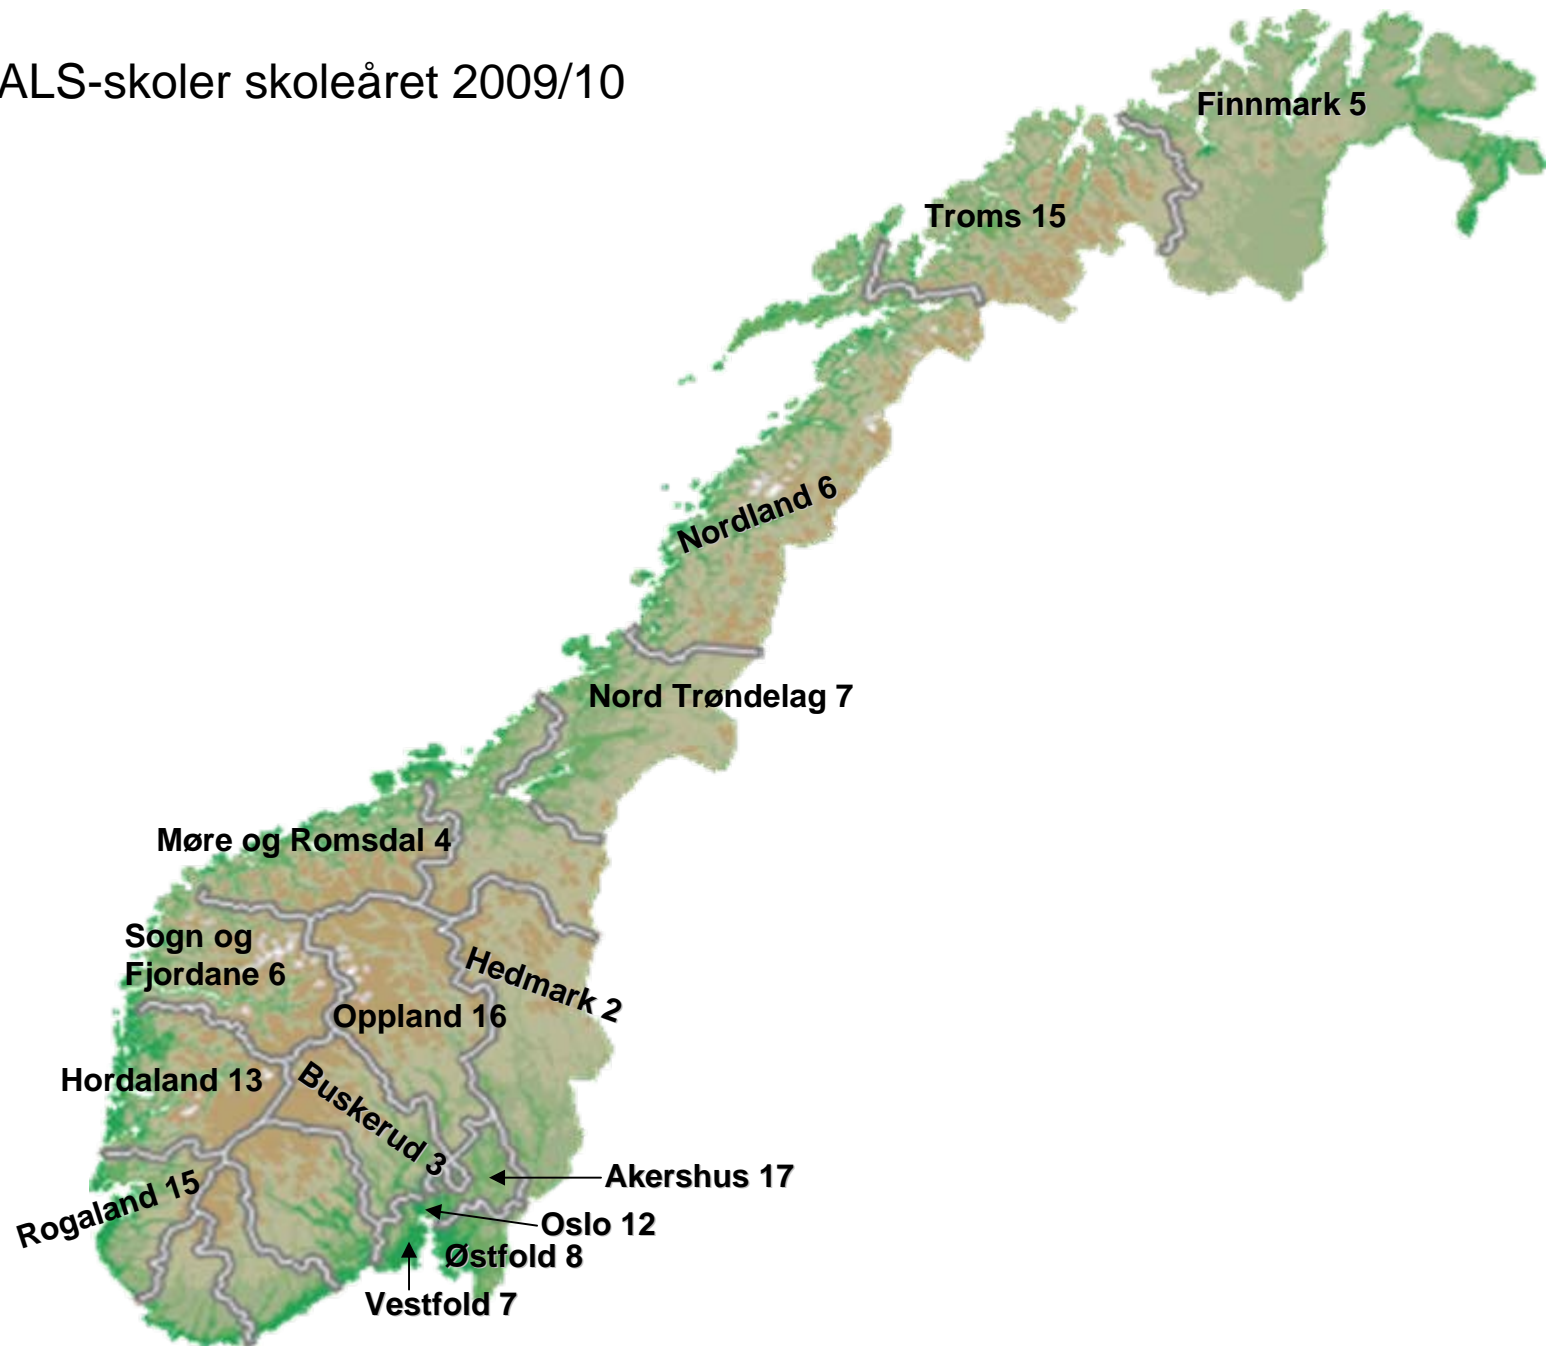 ALS-skoler skoleåret 2009/10
Finnmark 5
Troms 15
Nordland 6
Nord Trøndelag 7
Møre og Romsdal 4
Sogn og
Fjordane 6
Hedmark 2
Oppland 16
Hordaland 13
Buskerud 3
Akershus 17
Rogaland 15
Oslo 12
Østfold 8
Vestfold 7